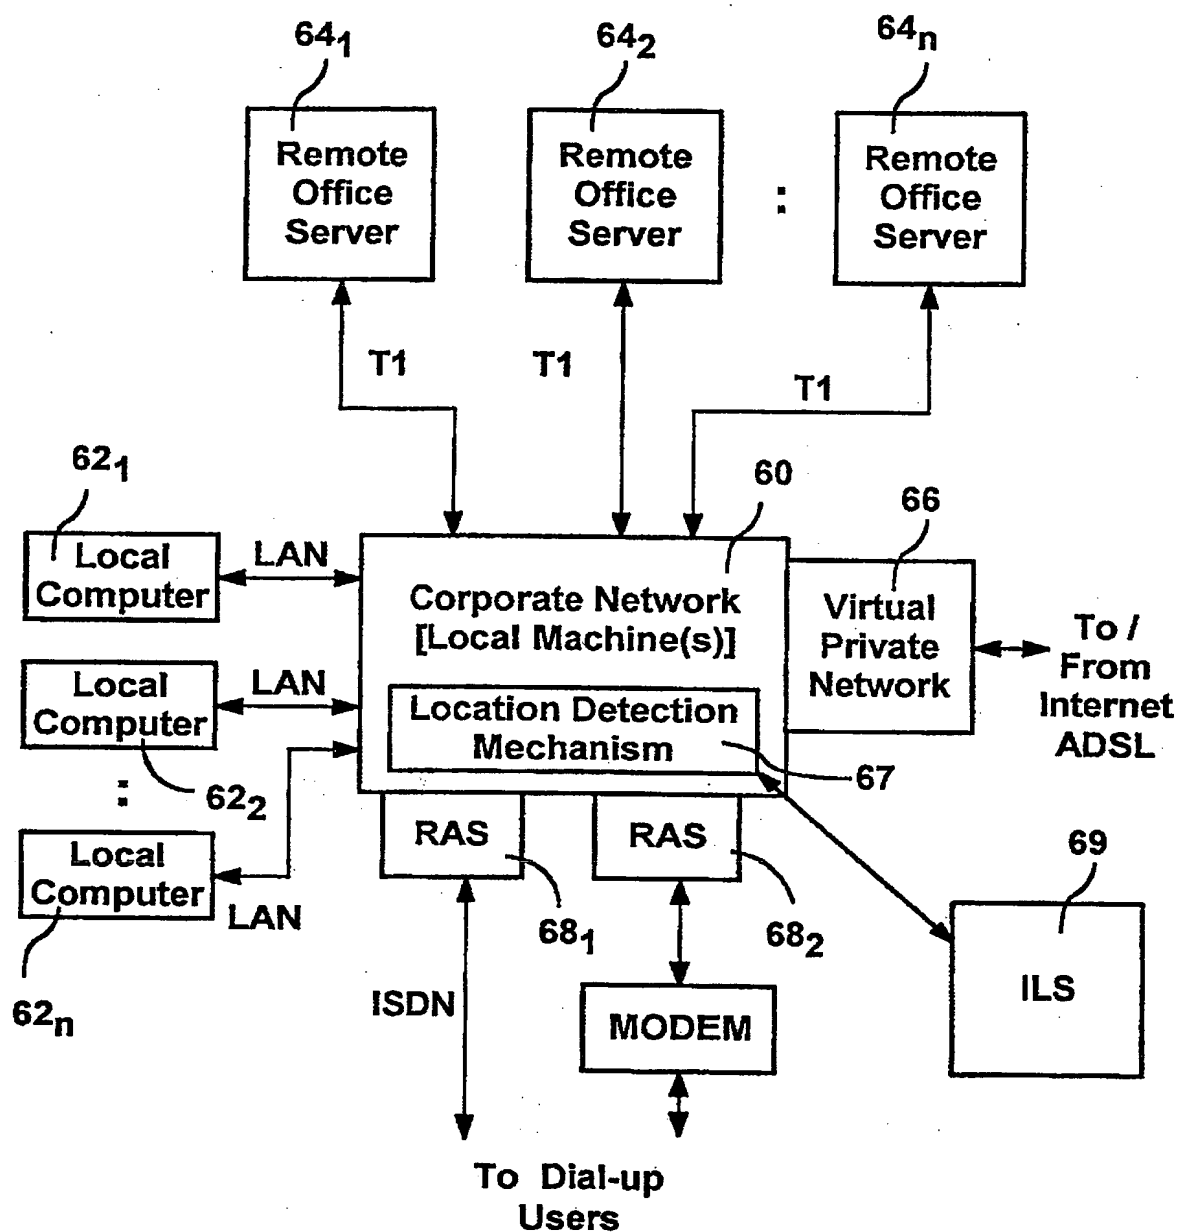 64₁
64₂
64ₙ
Remote
Office
Server
Remote
Office
Server
:
Remote
Office
Server
T1
T1
T1
62₁
60
66
Local
Computer
LAN
Corporate Network
[Local Machine(s)]
Virtual
Private
Network
To /
From
Internet
ADSL
Local
Computer
LAN
Location Detection
Mechanism
67
62₂
:
Local
Computer
LAN
62ₙ
RAS
RAS
68₁
68₂
69
ILS
ISDN
MODEM
To Dial-up
Users